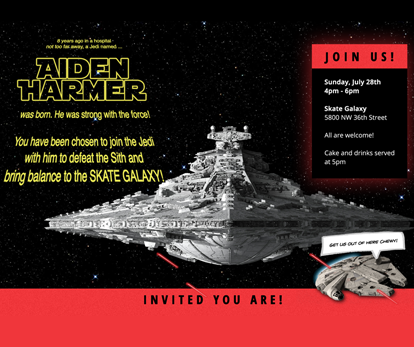 8 years ago in a hospital -
not too far away, a Jedi named ...
AIDEN
HARMER
was born. He was strong with the force!
You have been chosen to join the Jedi
with him to defeat the Sith and
bring balance to the SKATE GALAXY!
JOIN US!
Sunday, July 28th
4pm - 6pm
Skate Galaxy
5800 NW 36th Street
All are welcome!
Cake and drinks served
at 5pm
GET US OUT OF HERE CHEWY!
INVITED YOU ARE!